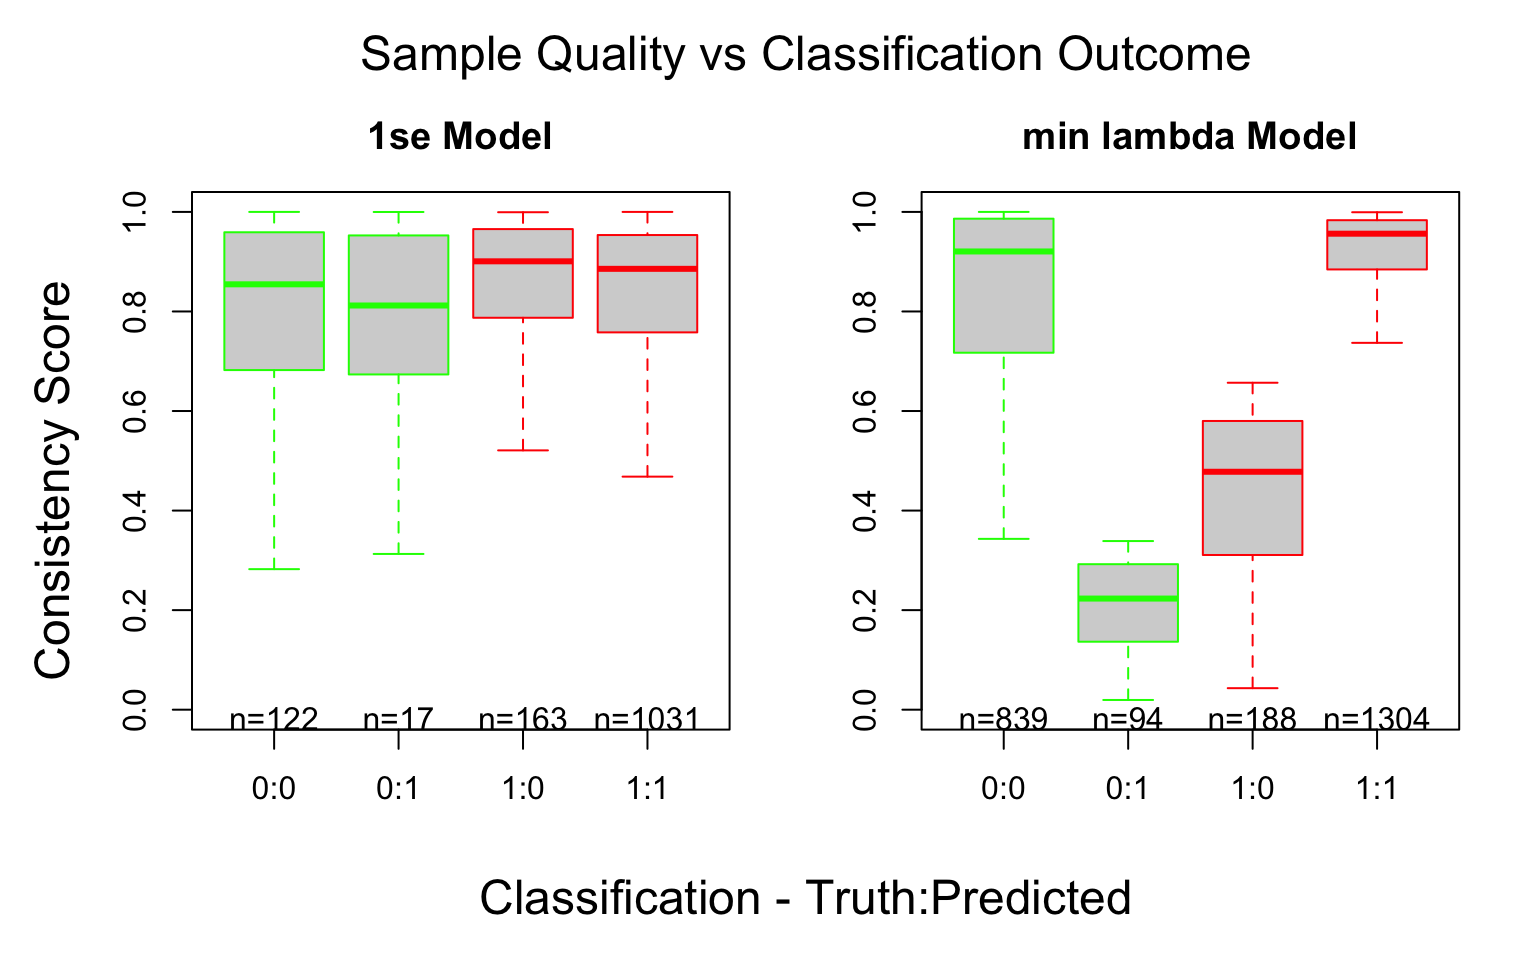 Sample Quality vs Classification Outcome
1se Model
min lambda Model
Consistency Score
1.0
0.8
0.6
0.4
0.2
0.0
n=122 n=17 n=163 n=1031
0:0 0:1 1:0 1:1
1.0
0.8
0.6
0.4
0.2
0.0
n=839 n=94 n=188 n=1304
0:0 0:1 1:0 1:1
Classification - Truth:Predicted